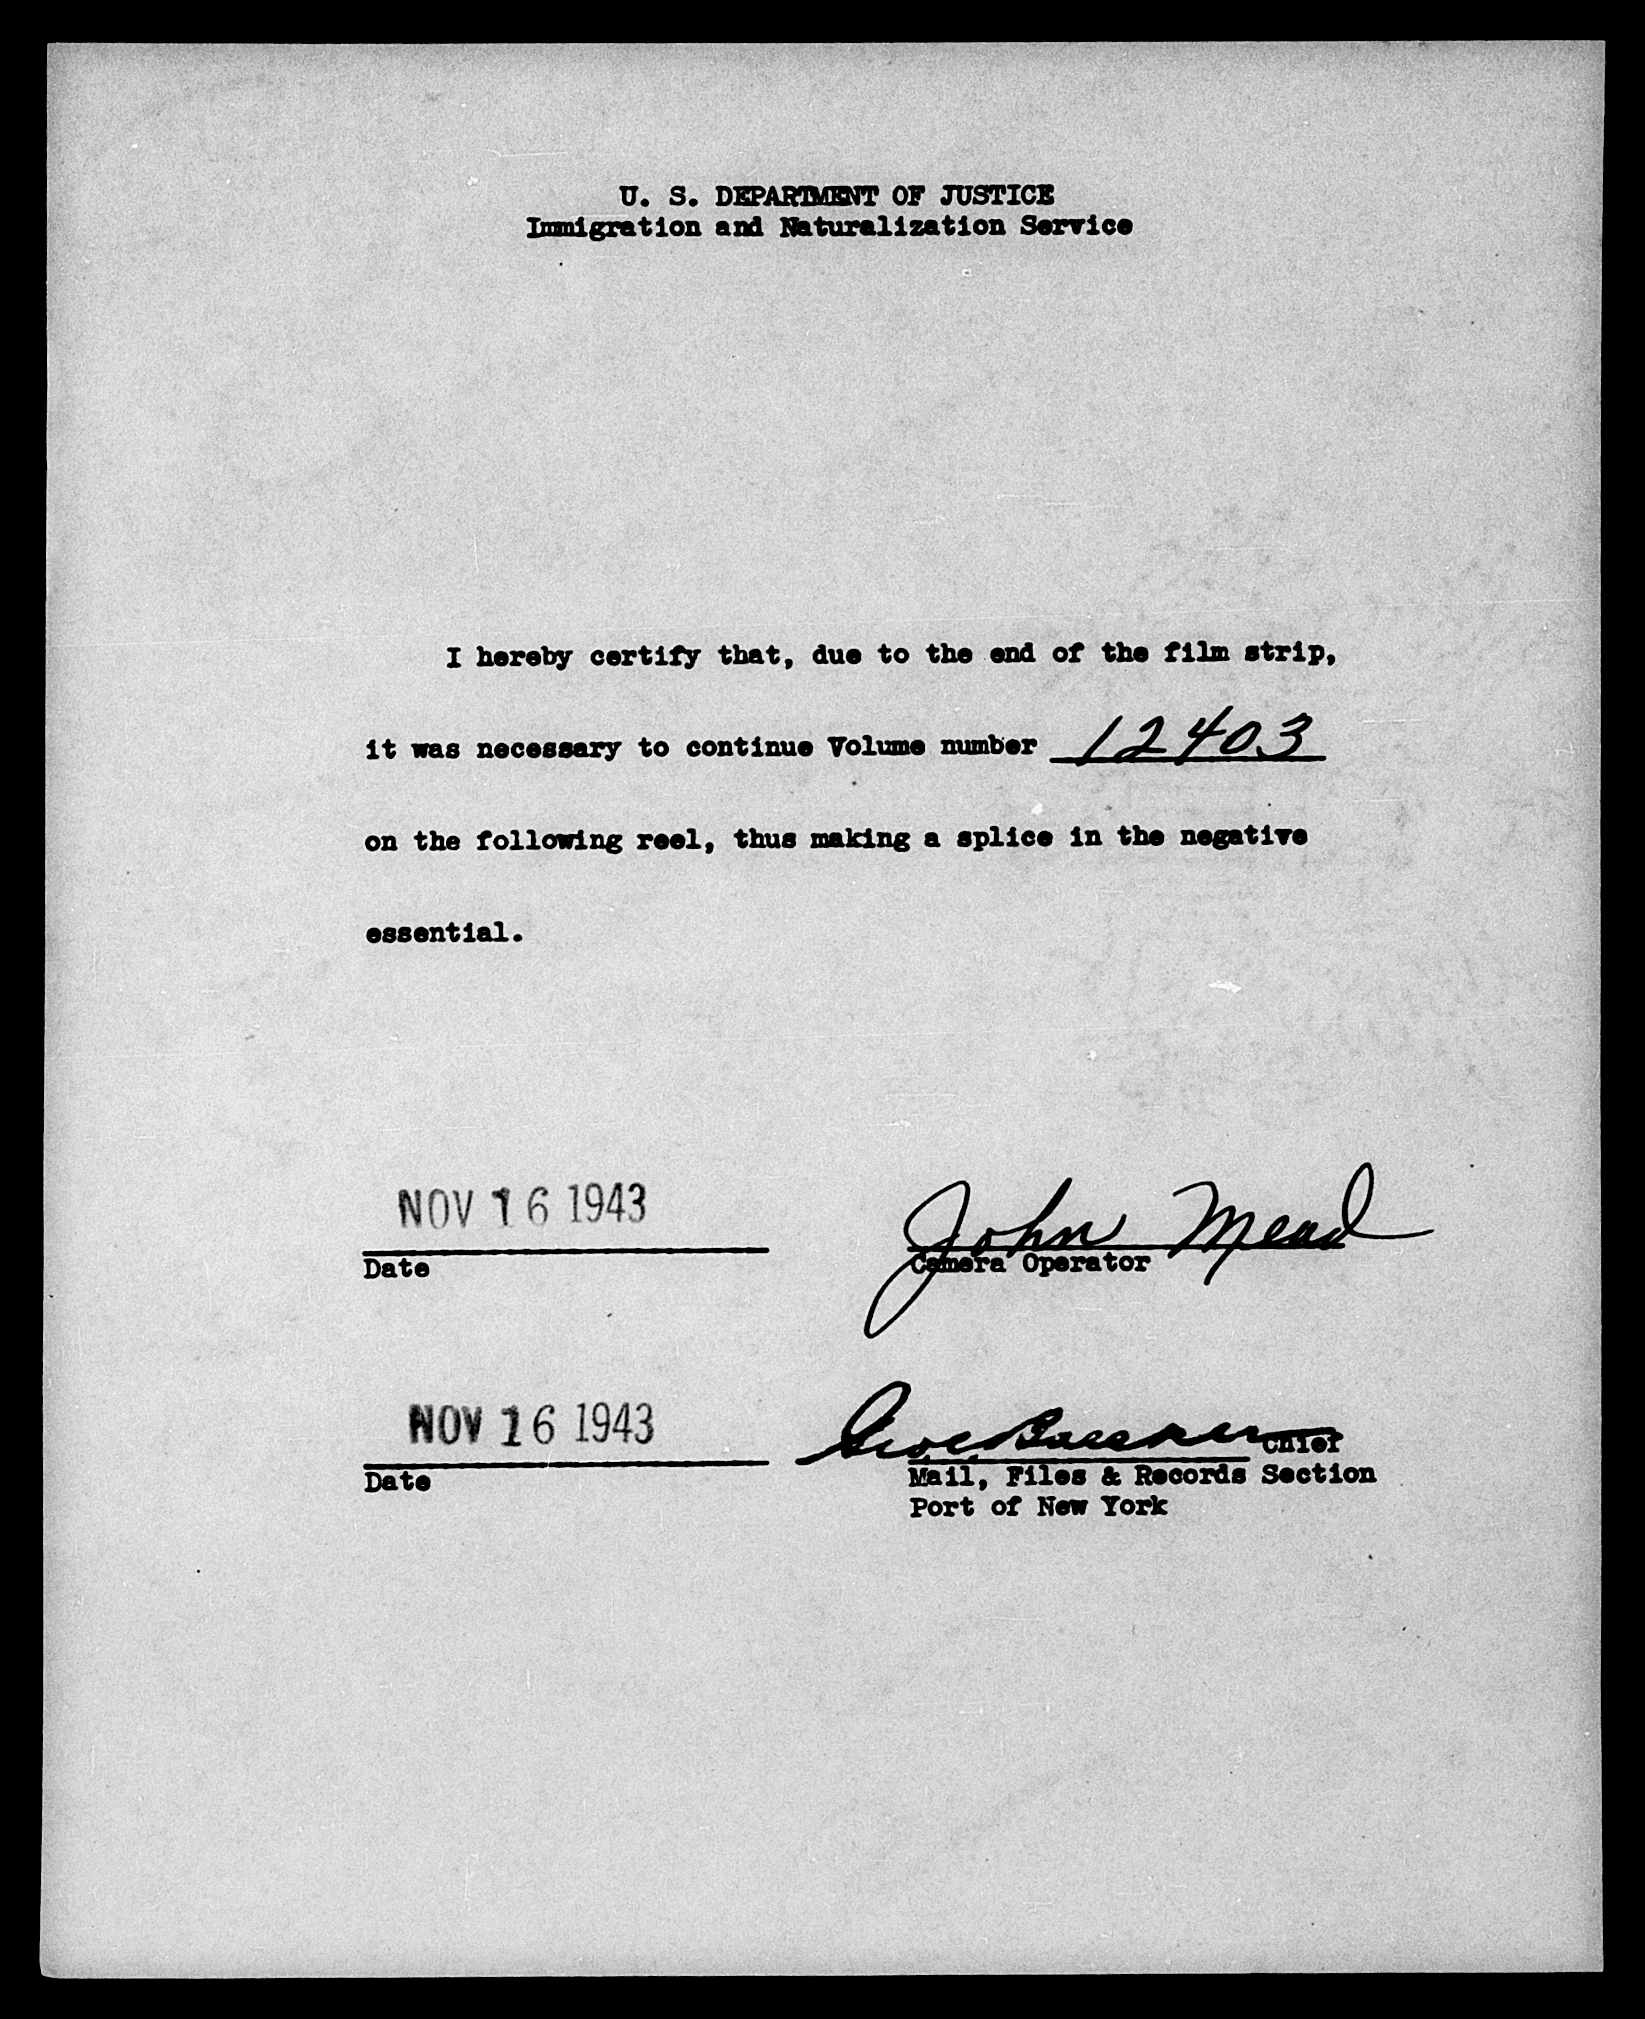 U. S. DEPARTMENT OF JUSTICE
Immigration and Naturalization Service
I hereby certify that, due to the end of the film strip,
it was necessary to continue Volume number 12403
on the following reel, thus making a splice in the negative
essential.
NOV 16 1943
John Mead
Date
Camera Operator
NOV 16 1943
Chief
Date
Mail, Files & Records Section
Port of New York